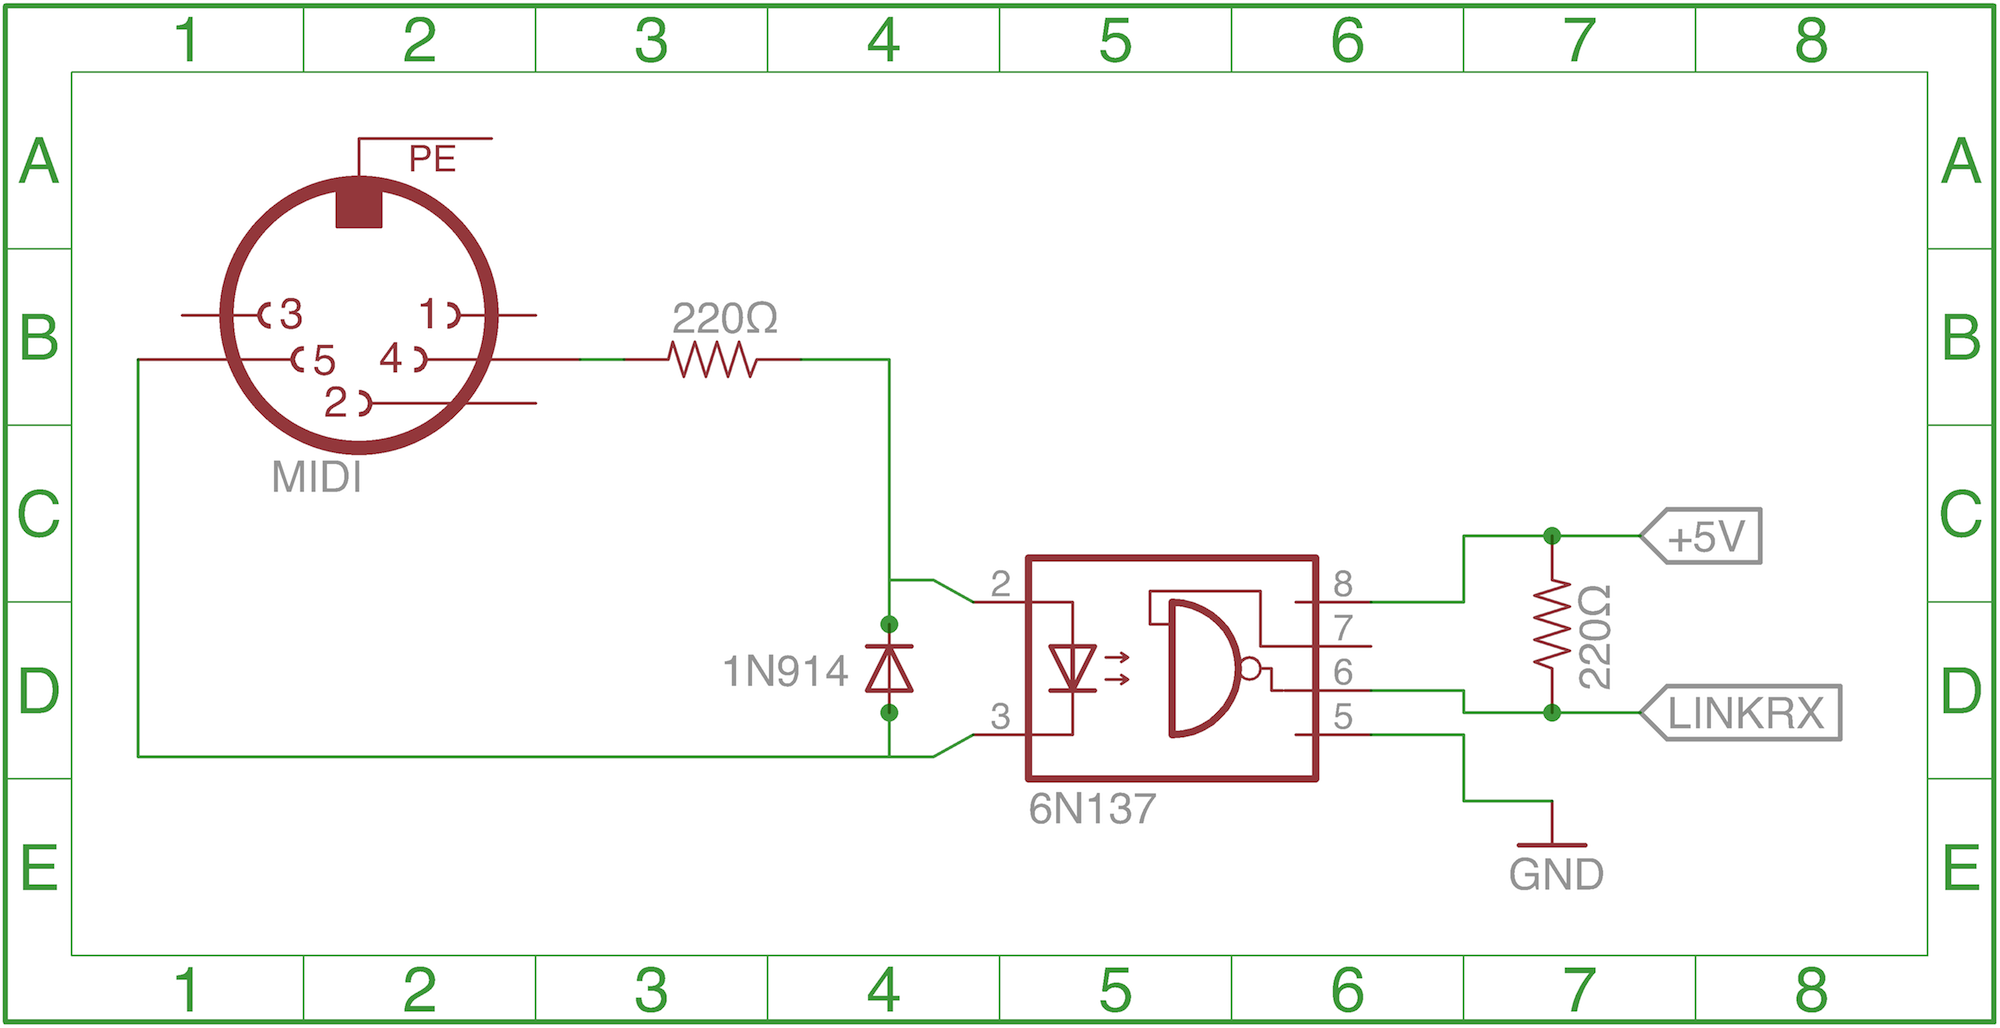 1 2 3 4 5 6 7 8
A A
PE
B B
3 1
5 4
2
220Ω
MIDI
C C
+5V
2 8
7
6
3 5
1N914
220Ω
D D
LINKRX
6N137
E E
GND
1 2 3 4 5 6 7 8